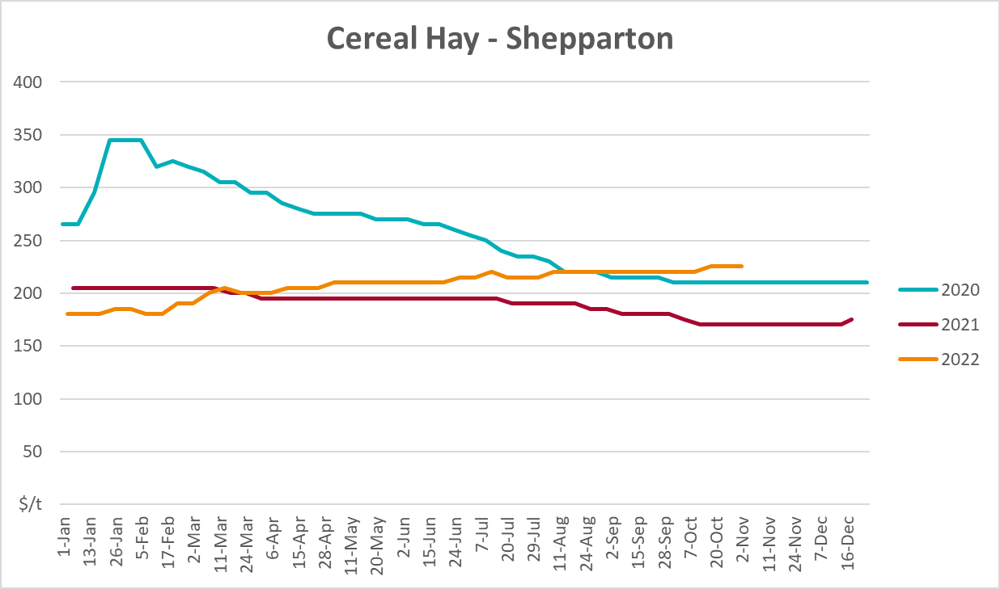 Cereal Hay - Shepparton
400
350
300
250
200
150
100
50
$/t
1-Jan
13-Jan
26-Jan
5-Feb
17-Feb
2-Mar
11-Mar
24-Mar
6-Apr
15-Apr
28-Apr
11-May
20-May
2-Jun
15-Jun
24-Jun
7-Jul
20-Jul
29-Jul
11-Aug
24-Aug
2-Sep
15-Sep
28-Sep
7-Oct
20-Oct
2-Nov
11-Nov
24-Nov
7-Dec
16-Dec
2020
2021
2022